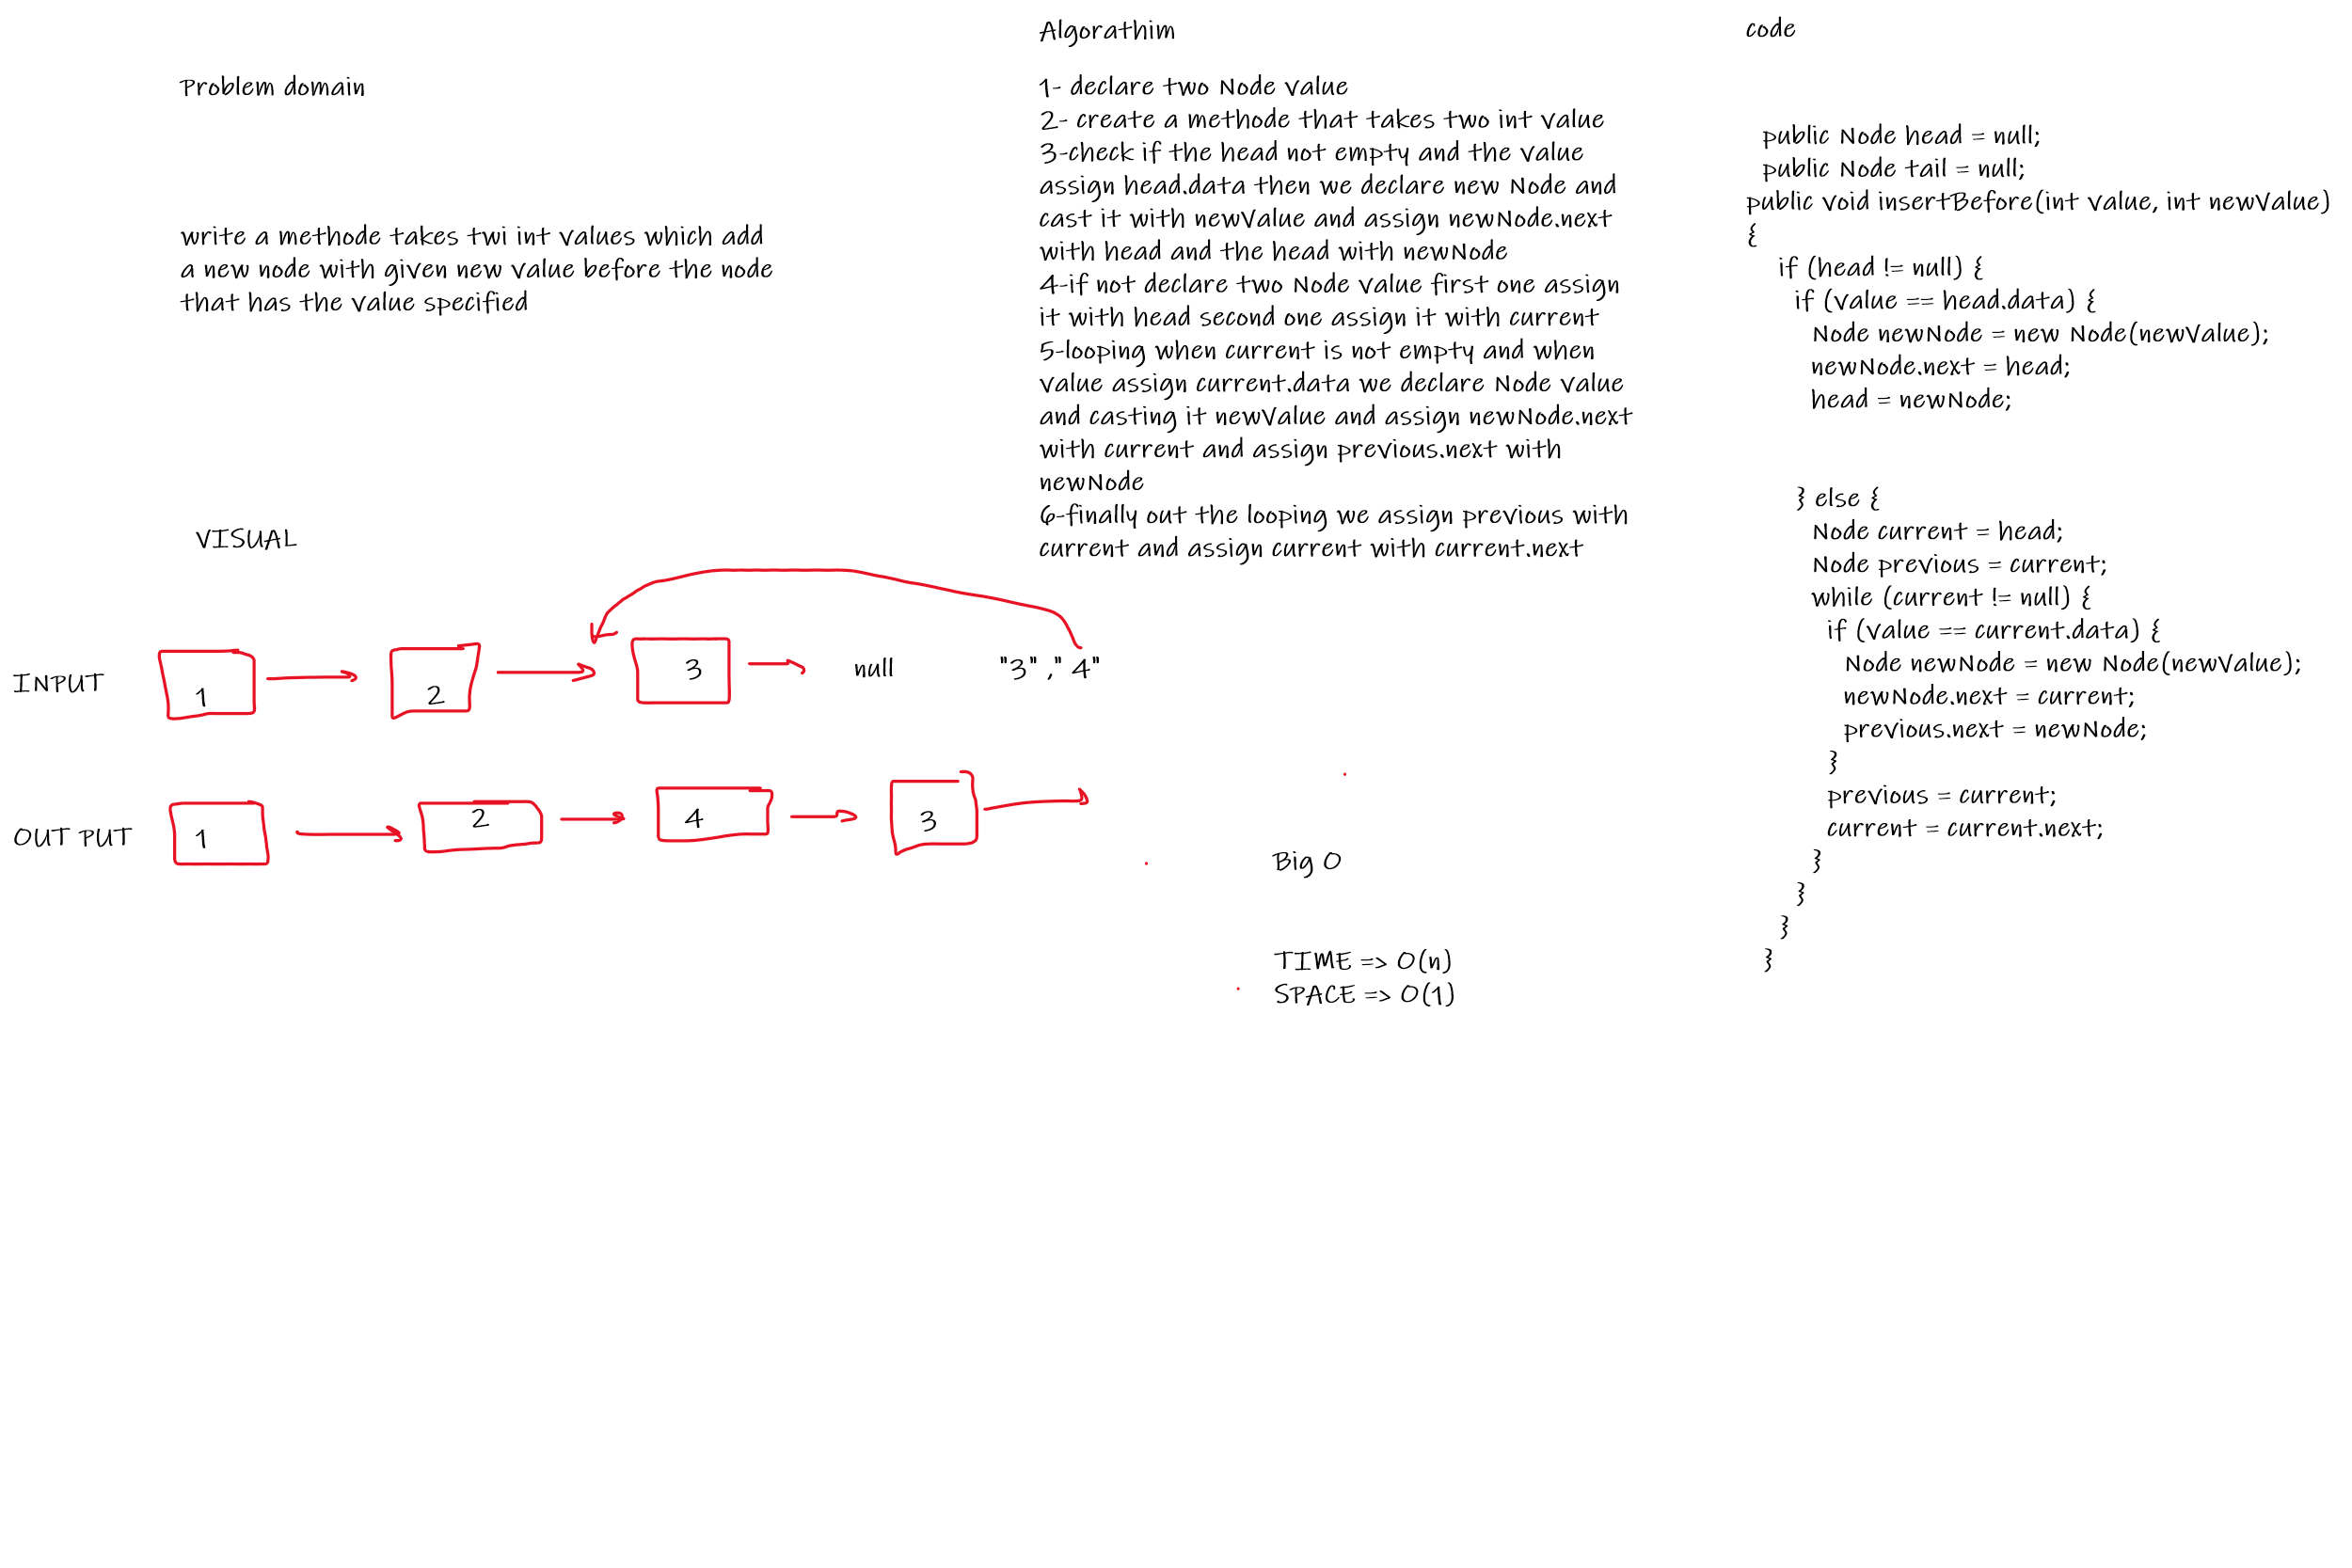 Problem domain
write a methode takes twi int values which add
a new node with given new value before the node
that has the value specified
VISUAL
INPUT
1
2
3
null
"3" ," 4"
OUT PUT
1
2
4
3
Algorathim
1- declare two Node value
2- create a methode that takes two int value
3-check if the head not empty and the value
assign head.data then we declare new Node and
cast it with newValue and assign newNode.next
with head and the head with newNode
4-if not declare two Node value first one assign
it with head second one assign it with current
5-looping when current is not empty and when
value assign current.data we declare Node value
and casting it newValue and assign newNode.next
with current and assign previous.next with
newNode
6-finally out the looping we assign previous with
current and assign current with current.next
Big O
TIME => O(n)
SPACE => O(1)
code
public Node head = null;
public Node tail = null;
public void insertBefore(int value, int newValue)
{
if (head != null) {
if (value == head.data) {
Node newNode = new Node(newValue);
newNode.next = head;
head = newNode;
} else {
Node current = head;
Node previous = current;
while (current != null) {
if (value == current.data) {
Node newNode = new Node(newValue);
newNode.next = current;
previous.next = newNode;
}
previous = current;
current = current.next;
}
}
}
}